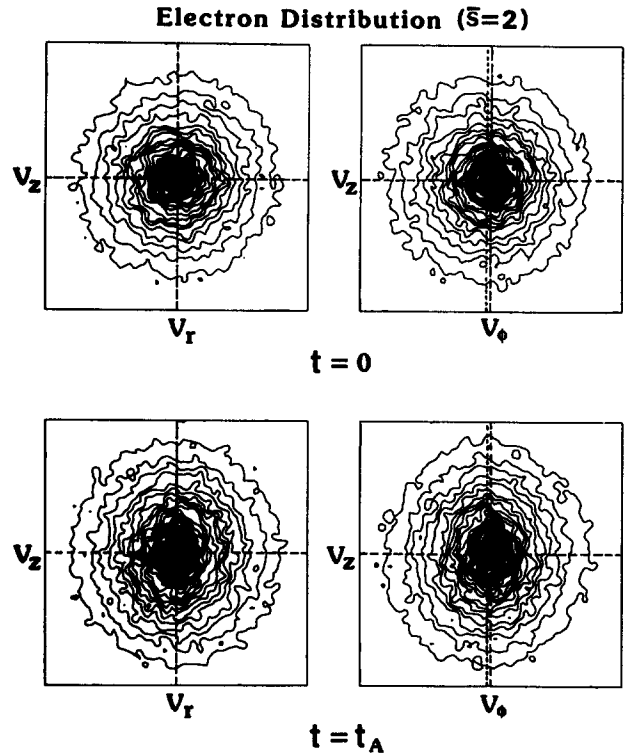 Electron Distribution (s̅=2)
V_z V_z
V_r V_ϕ
t = 0
V_z V_z
V_r V_ϕ
t = t_A